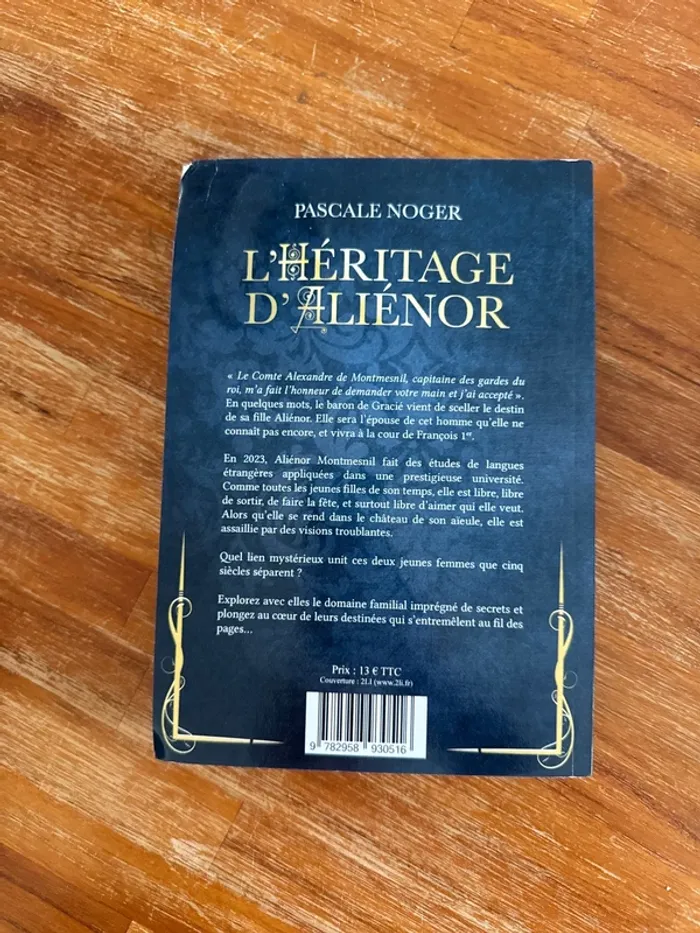 PASCALE NOGER
L'HÉRITAGE
D'ALIÉNOR
« Le Comte Alexandre de Montmesnil, capitaine des gardes du
roi, m'a fait l'honneur de demander votre main et j'ai accepté ».
En quelques mots, le baron de Gracié vient de sceller le destin
de sa fille Aliénor. Elle sera l'épouse de cet homme qu'elle ne
connaît pas encore, et vivra à la cour de François 1er.
En 2023, Aliénor Montmesnil fait des études de langues
étrangères appliquées dans une prestigieuse université.
Comme toutes les jeunes filles de son temps, elle est libre, libre
de sortir, de faire la fête, et surtout libre d'aimer qui elle veut.
Alors qu'elle se rend dans le château de son aïeule, elle est
assaillie par des visions troublantes.
Quel lien mystérieux unit ces deux jeunes femmes que cinq
siècles séparent ?
Explorez avec elles le domaine familial imprégné de secrets et
plongez au cœur de leurs destinées qui s'entremêlent au fil des
pages...
Prix : 13 € TTC
Couverture : 2LI (www.2li.fr)
9 782958 930516